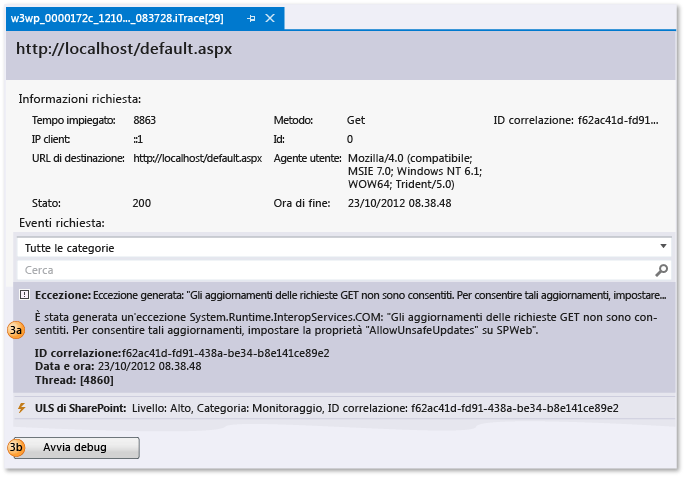 w3wp_0000172c_1210..._083728.iTrace[29]
http://localhost/default.aspx
Informazioni richiesta:
Tempo impiegato: 8863 Metodo: Get ID correlazione: f62ac41d-fd91...
IP client: ::1 Id: 0
URL di destinazione: http://localhost/default.aspx Agente utente: Mozilla/4.0 (compatibile;
MSIE 7.0; Windows NT 6.1;
WOW64; Trident/5.0)
Stato: 200 Ora di fine: 23/10/2012 08.38.48
Eventi richiesta:
Tutte le categorie
Cerca
Eccezione: Eccezione generata: "Gli aggiornamenti delle richieste GET non sono consentiti. Per consentire tali aggiornamenti, impostare...
3a
È stata generata un'eccezione System.Runtime.InteropServices.COM: "Gli aggiornamenti delle richieste GET non sono con-
sentiti. Per consentire tali aggiornamenti, impostare la proprietà "AllowUnsafeUpdates" su SPWeb".
ID correlazione:f62ac41d-fd91-438a-be34-b8e141ce89e2
Data e ora: 23/10/2012 08.38.48
Thread: [4860]
ULS di SharePoint: Livello: Alto, Categoria: Monitoraggio, ID correlazione: f62ac41d-fd91-438a-be34-b8e141ce89e2
3b Avvia debug